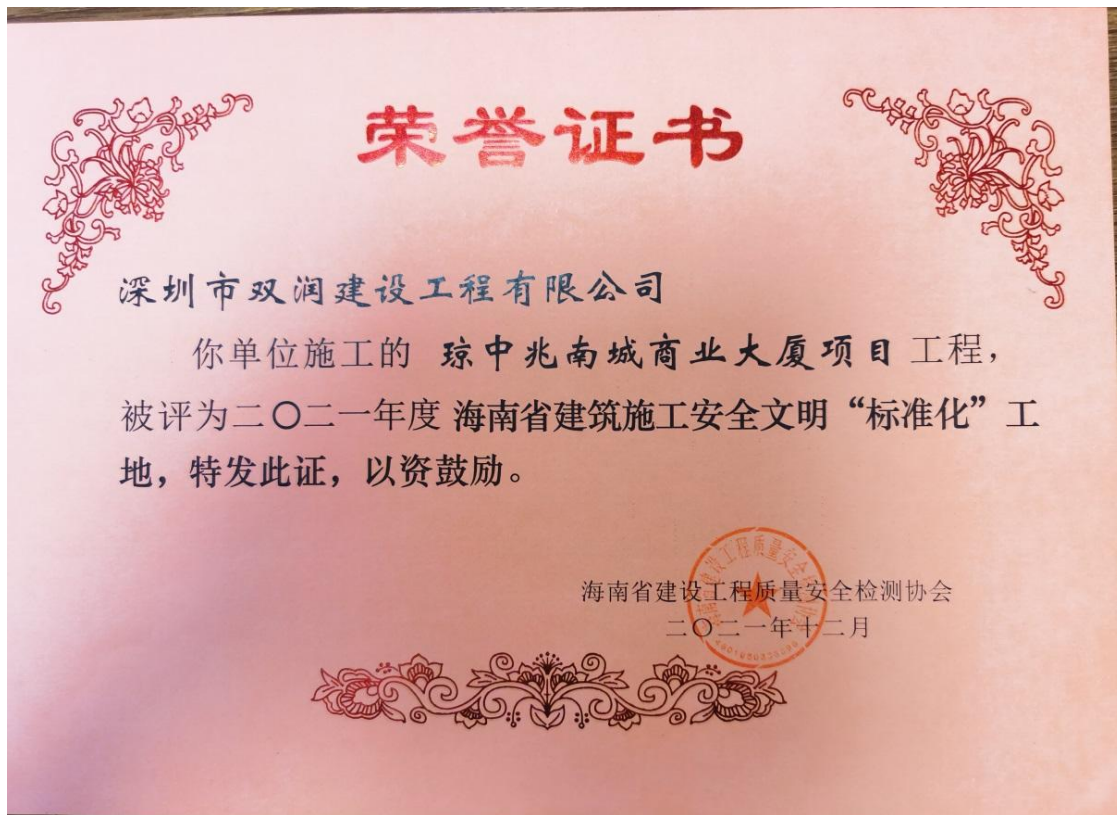 荣誉证书
深圳市双润建设工程有限公司
你单位施工的 琼中兆南城商业大厦项目 工程，
被评为二〇二一年度 海南省建筑施工安全文明“标准化”工
地，特发此证，以资鼓励。
海南省建设工程质量安全检测协会
二〇二一年十二月